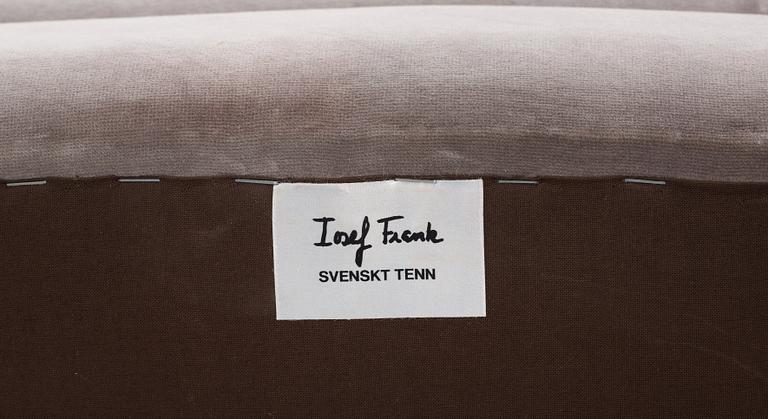 Josef Frank
SVENSKT TENN